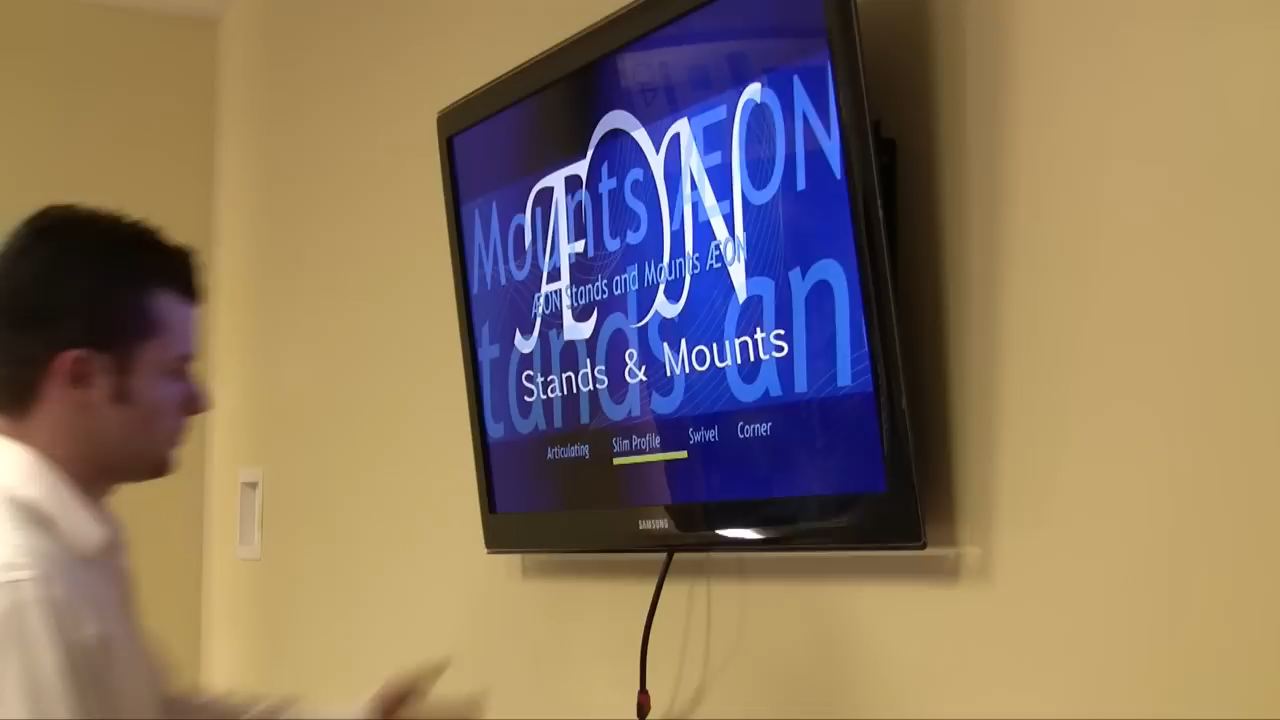 Mounts ÆON
ÆON
ÆON Stands and Mounts ÆON
tands an
Stands & Mounts
Articulating Slim Profile Swivel Corner
SAMSUNG